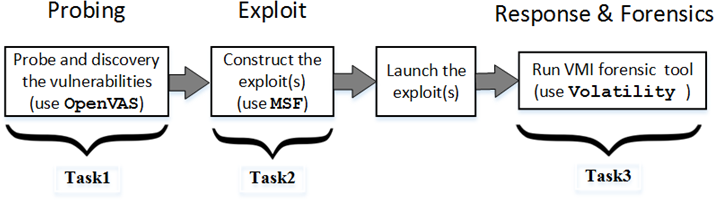 Probing
Exploit
Response & Forensics
Probe and discovery
the vulnerabilities
(use OpenVAS)
Construct the
exploit(s)
(use MSF)
Launch the
exploit(s)
Run VMI forensic tool
(use Volatility )
Task1
Task2
Task3